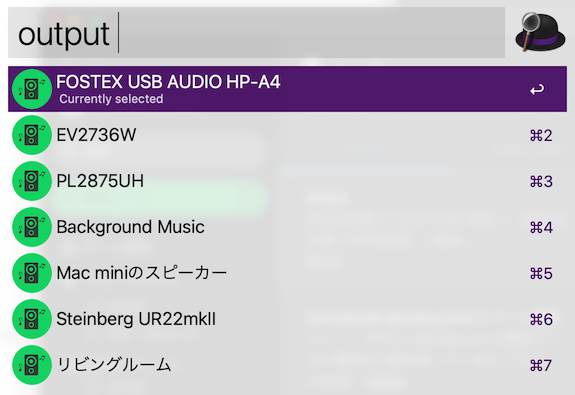 output
FOSTEX USB AUDIO HP-A4
Currently selected
↩
EV2736W
⌘2
PL2875UH
⌘3
Background Music
⌘4
Mac miniのスピーカー
⌘5
Steinberg UR22mkII
⌘6
リビングルーム
⌘7